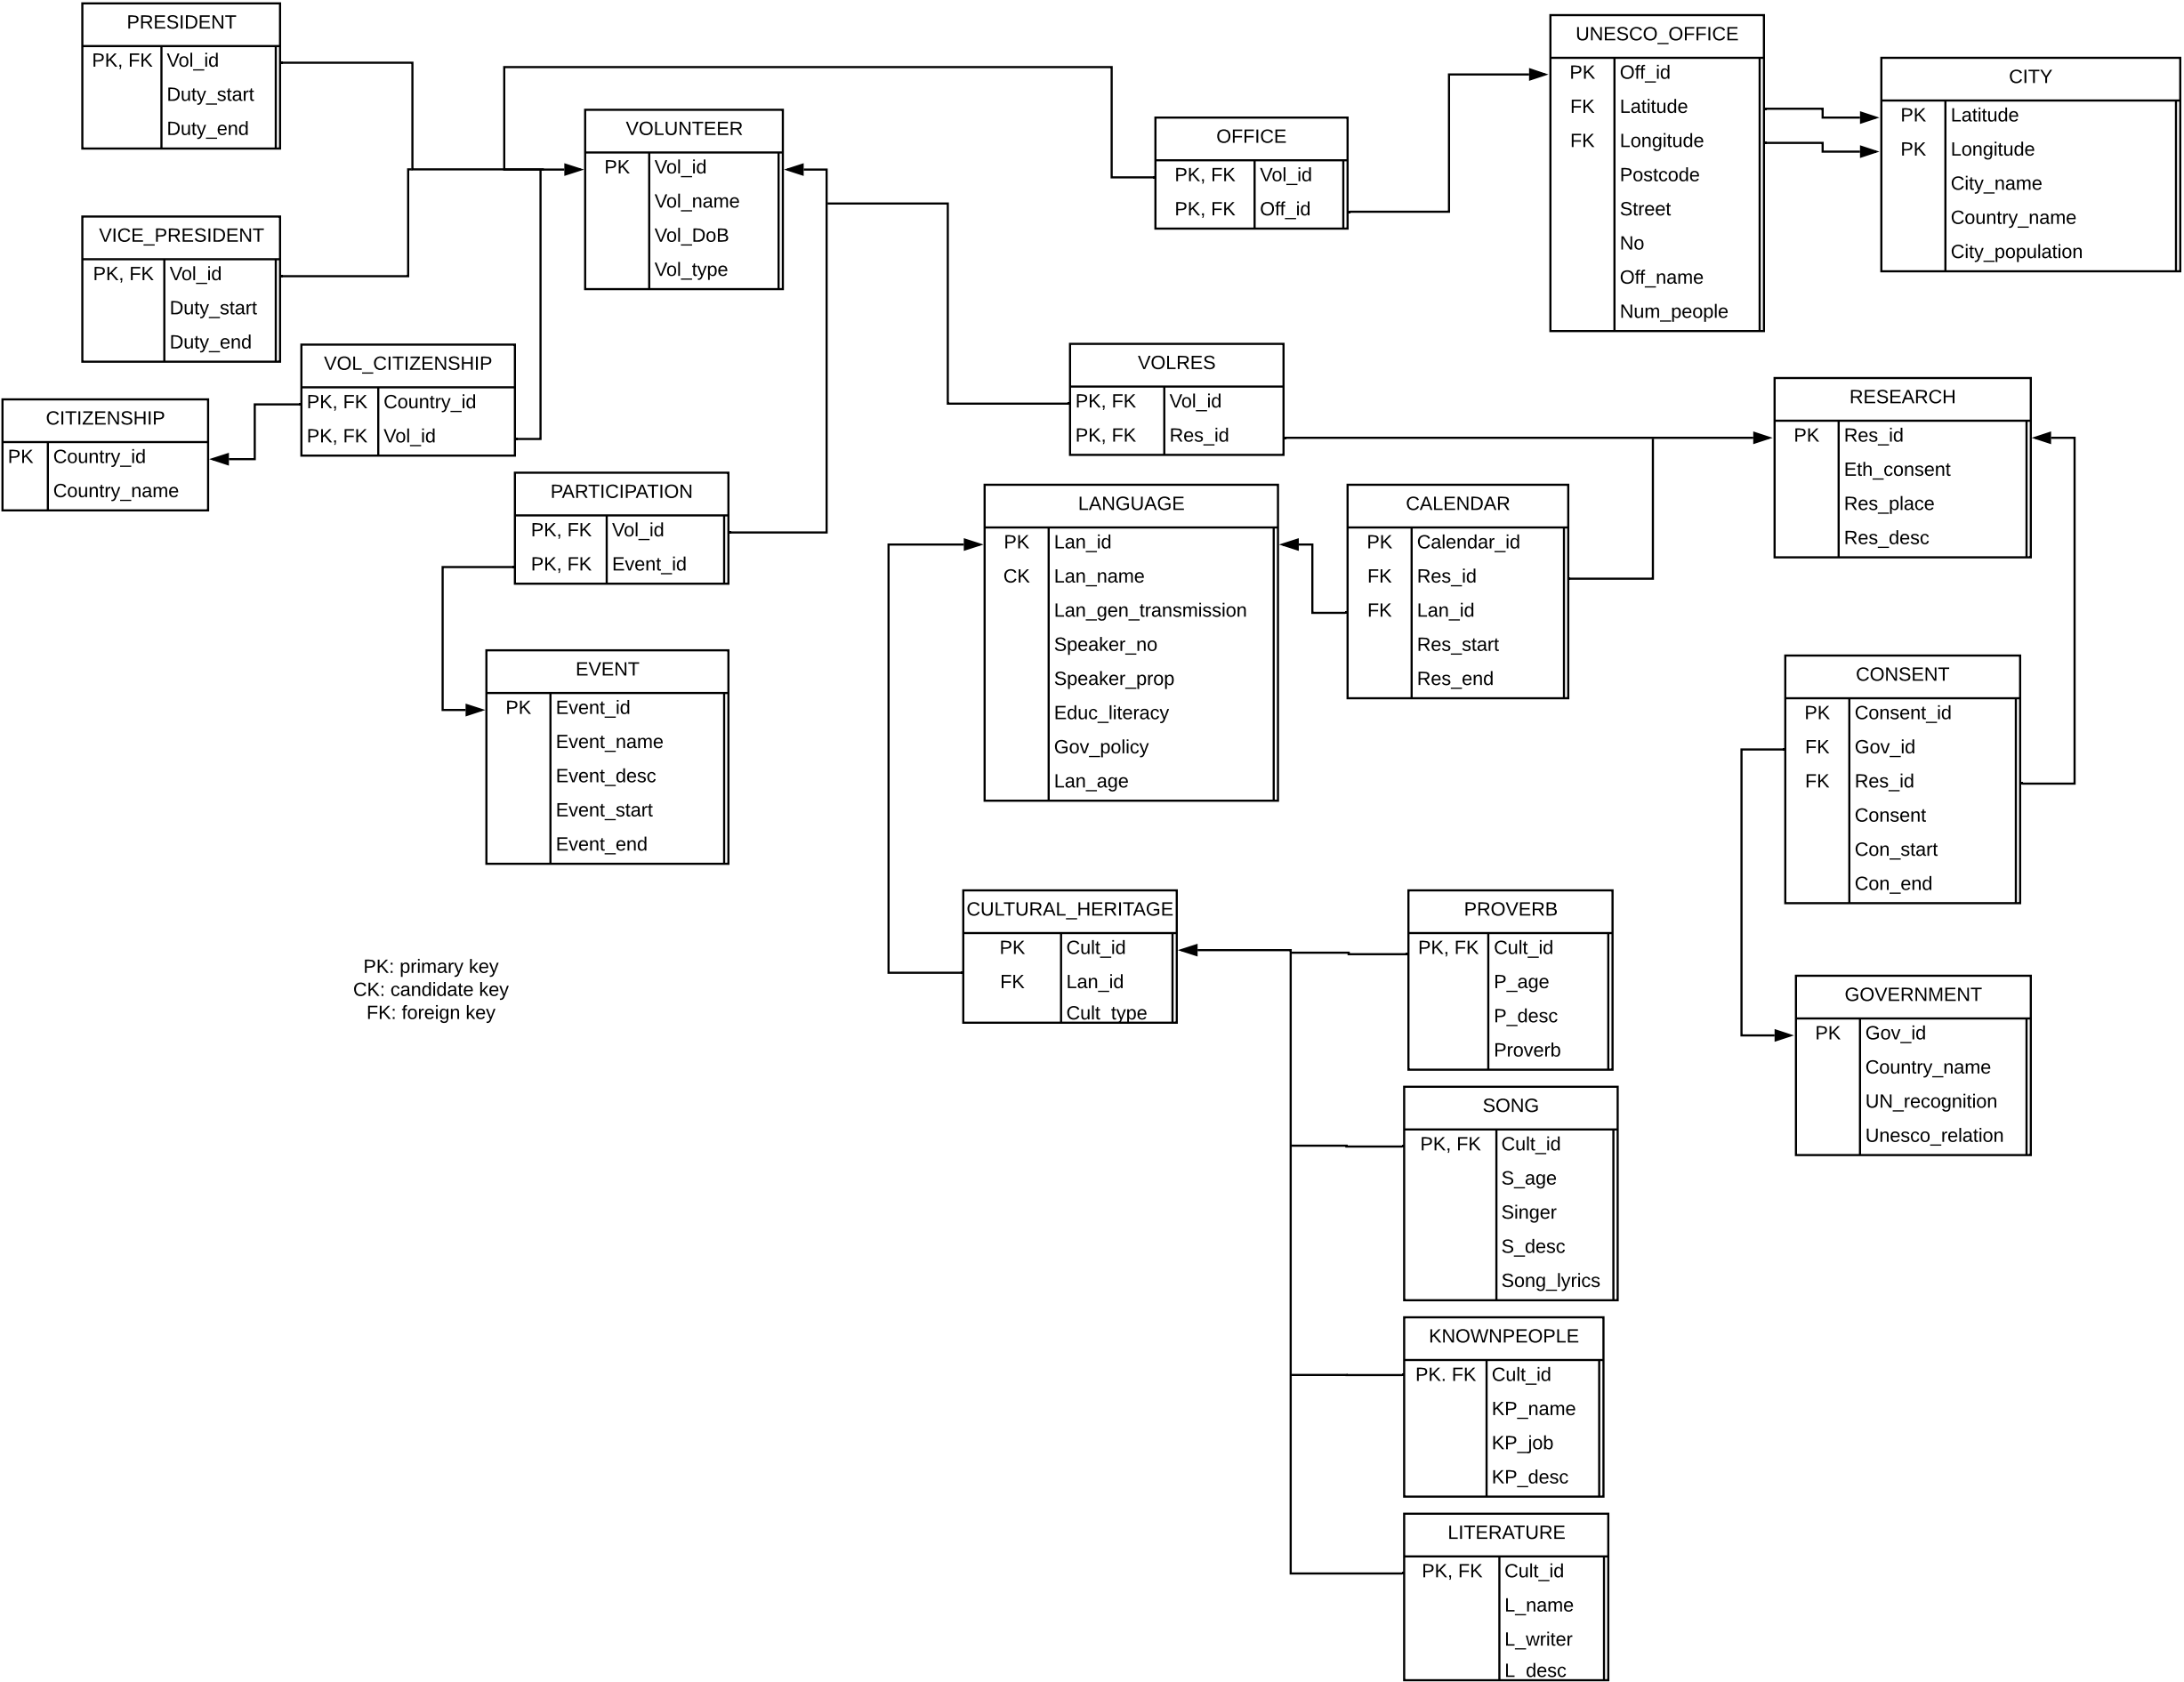 PRESIDENT
PK, FK Vol_id
Duty_start
Duty_end
VICE_PRESIDENT
PK, FK Vol_id
Duty_start
Duty_end
VOLUNTEER
PK Vol_id
Vol_name
Vol_DoB
Vol_type
OFFICE
PK, FK Vol_id
PK, FK Off_id
UNESCO_OFFICE
PK Off_id
FK Latitude
FK Longitude
Postcode
Street
No
Off_name
Num_people
CITY
PK Latitude
PK Longitude
City_name
Country_name
City_population
CITIZENSHIP
PK Country_id
Country_name
VOL_CITIZENSHIP
PK, FK Country_id
PK, FK Vol_id
PARTICIPATION
PK, FK Vol_id
PK, FK Event_id
EVENT
PK Event_id
Event_name
Event_desc
Event_start
Event_end
VOLRES
PK, FK Vol_id
PK, FK Res_id
LANGUAGE
PK Lan_id
CK Lan_name
Lan_gen_transmission
Speaker_no
Speaker_prop
Educ_literacy
Gov_policy
Lan_age
CALENDAR
PK Calendar_id
FK Res_id
FK Lan_id
Res_start
Res_end
RESEARCH
PK Res_id
Eth_consent
Res_place
Res_desc
CONSENT
PK Consent_id
FK Gov_id
FK Res_id
Consent
Con_start
Con_end
GOVERNMENT
PK Gov_id
Country_name
UN_recognition
Unesco_relation
PK: primary key
CK: candidate key
FK: foreign key
CULTURAL_HERITAGE
PK Cult_id
FK Lan_id
Cult_type
PROVERB
PK, FK Cult_id
P_age
P_desc
Proverb
SONG
PK, FK Cult_id
S_age
Singer
S_desc
Song_lyrics
KNOWNPEOPLE
PK. FK Cult_id
KP_name
KP_job
KP_desc
LITERATURE
PK, FK Cult_id
L_name
L_writer
L_desc